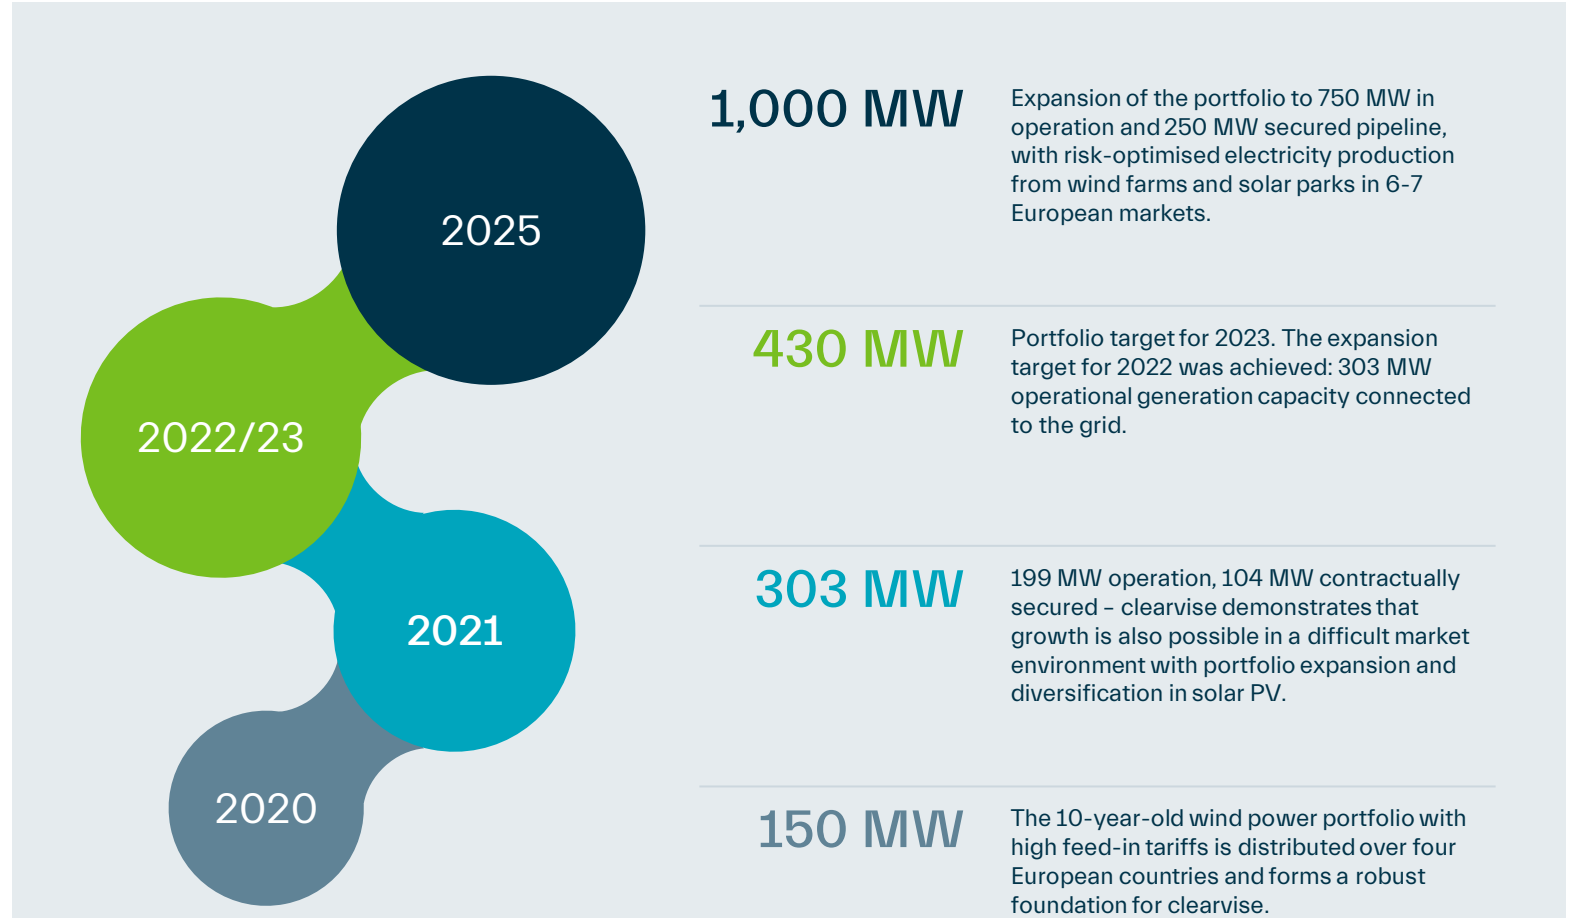 2025
1,000 MW
Expansion of the portfolio to 750 MW in
operation and 250 MW secured pipeline,
with risk-optimised electricity production
from wind farms and solar parks in 6-7
European markets.
2022/23
430 MW
Portfolio target for 2023. The expansion
target for 2022 was achieved: 303 MW
operational generation capacity connected
to the grid.
2021
303 MW
199 MW operation, 104 MW contractually
secured – clearvise demonstrates that
growth is also possible in a difficult market
environment with portfolio expansion and
diversification in solar PV.
2020
150 MW
The 10-year-old wind power portfolio with
high feed-in tariffs is distributed over four
European countries and forms a robust
foundation for clearvise.